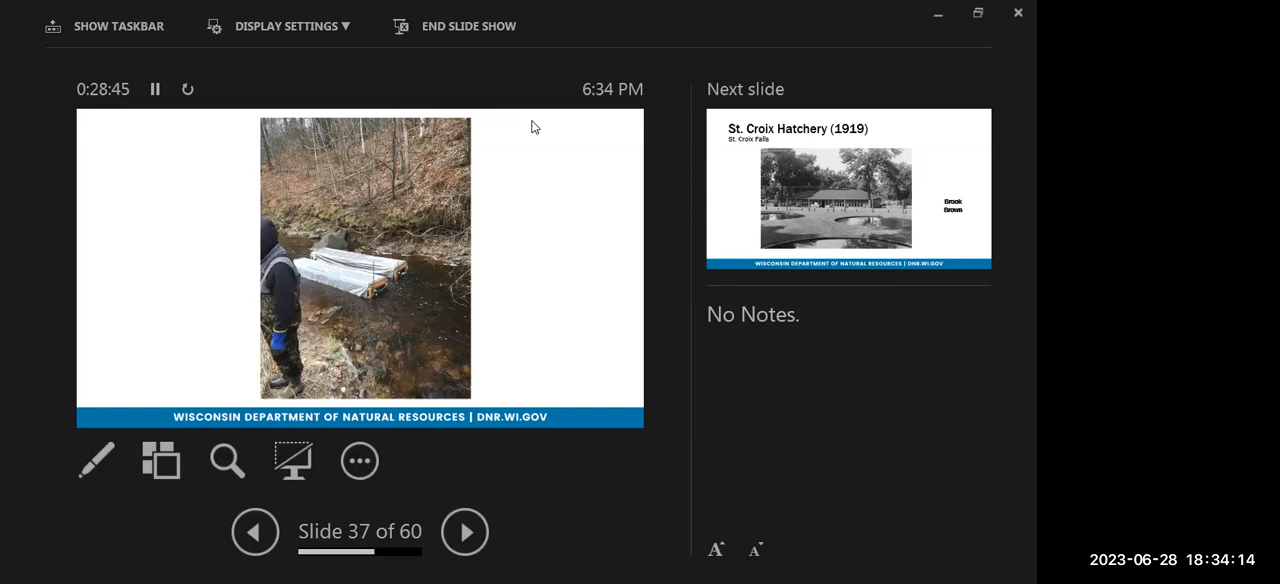 SHOW TASKBAR
DISPLAY SETTINGS ▼
END SLIDE SHOW
0:28:45
6:34 PM
Next slide
St. Croix Hatchery (1919)
St. Croix Falls
Brook
Brown
WISCONSIN DEPARTMENT OF NATURAL RESOURCES | DNR.WI.GOV
No Notes.
WISCONSIN DEPARTMENT OF NATURAL RESOURCES | DNR.WI.GOV
Slide 37 of 60
A A
2023-06-28 18:34:14